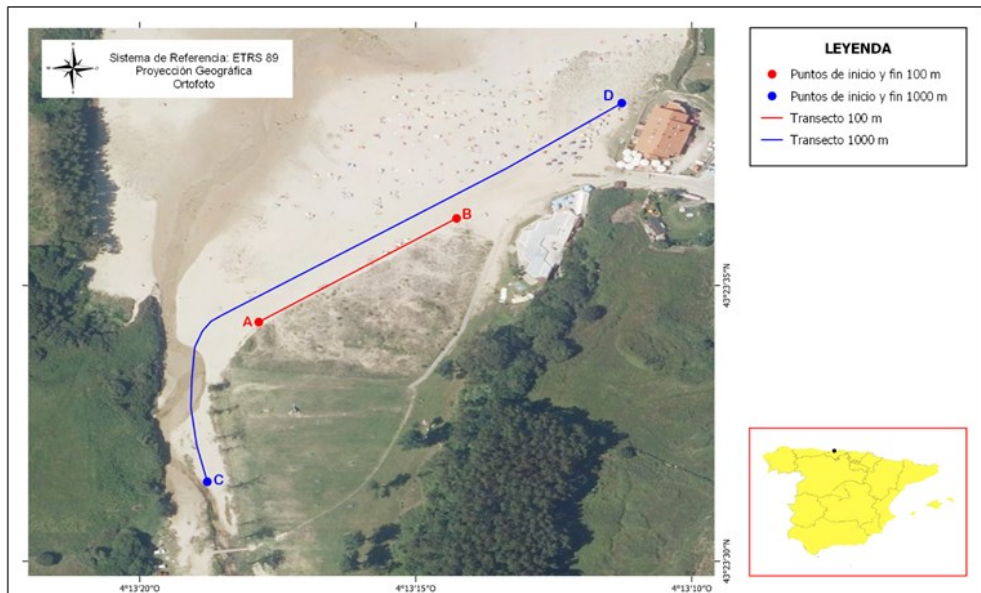 Sistema de Referencia: ETRS 89
Proyección Geográfica
Ortofoto
D
B
A
C
LEYENDA
Puntos de inicio y fin 100 m
Puntos de inicio y fin 1000 m
Transecto 100 m
Transecto 1000 m
43°23'35"N
43°23'30"N
4°13'20"O
4°13'15"O
4°13'10"O